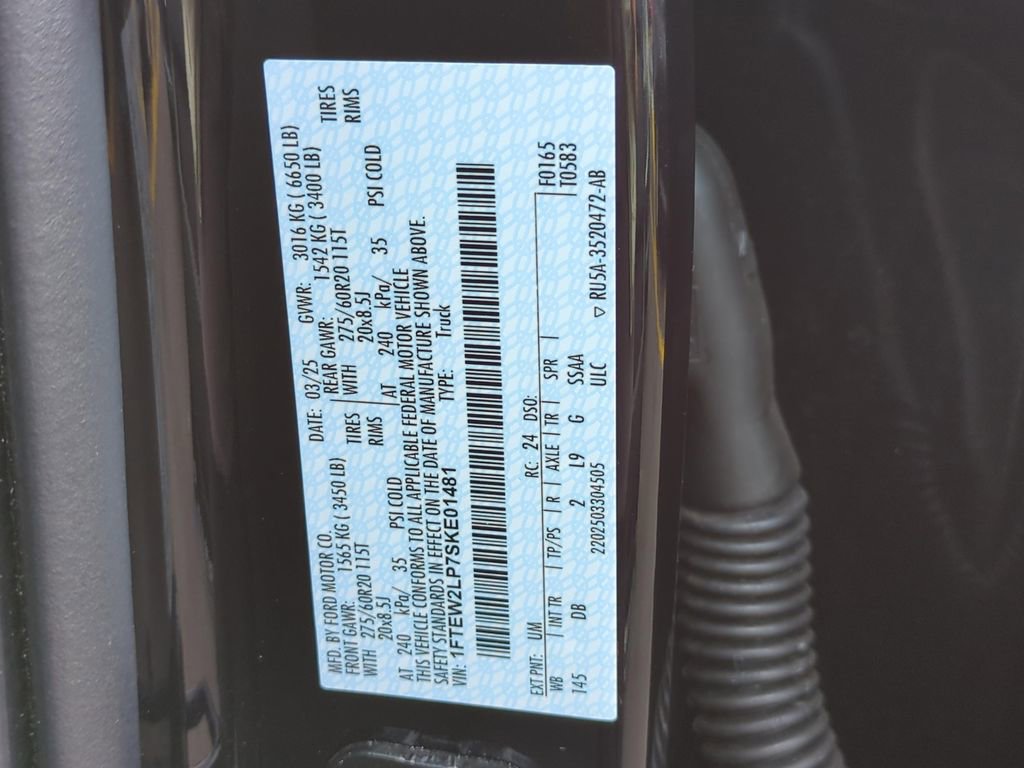 MFD. BY FORD MOTOR CO. DATE: 03/25 GVWR: 3016 KG ( 6650 LB)
FRONT GAWR: 1565 KG ( 3450 LB) REAR GAWR: 1542 KG ( 3400 LB)
WITH 275/60R20 115T TIRES WITH 275/60R20 115T TIRES
20x8.5J RIMS 20x8.5J RIMS
AT 240 kPa/ 35 PSI COLD AT 240 kPa/ 35 PSI COLD
THIS VEHICLE CONFORMS TO ALL APPLICABLE FEDERAL MOTOR VEHICLE
SAFETY STANDARDS IN EFFECT ON THE DATE OF MANUFACTURE SHOWN ABOVE.
VIN: 1FTEW2LP7SKE01481 TYPE: Truck
EXT PNT: UM RC: 24 DSO: F0165
WB INT TR TP/PS R AXLE TR SPR T0583
145 DB 2 L9 G SSAA
2202503304505 ULC ▽ RU5A-3520472-AB